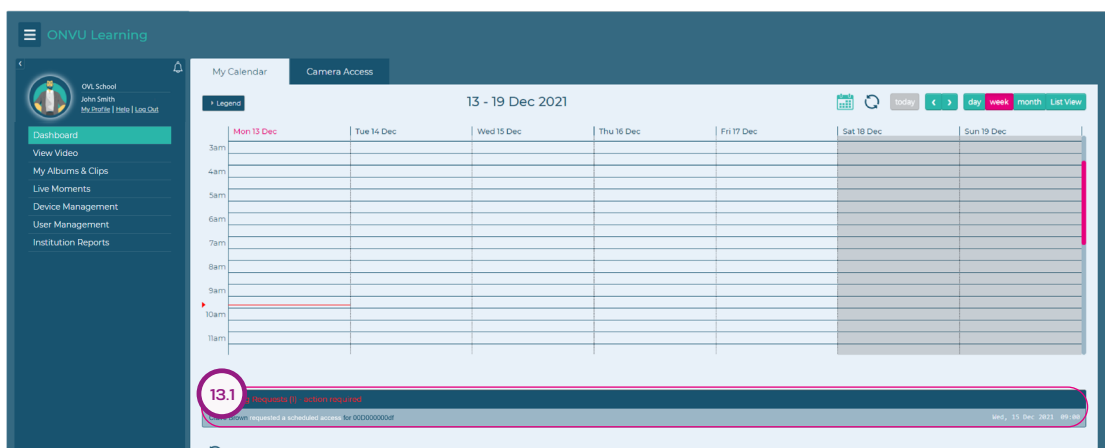 ONVU Learning
OVL School
John Smith
My Profile | Help | Log Out
Dashboard
View Video
My Albums & Clips
Live Moments
Device Management
User Management
Institution Reports
My Calendar
Camera Access
Legend
13 - 19 Dec 2021
today
day week month List View
Mon 13 Dec
Tue 14 Dec
Wed 15 Dec
Thu 16 Dec
Fri 17 Dec
Sat 18 Dec
Sun 19 Dec
3am
4am
5am
6am
7am
8am
9am
10am
11am
13.1
Requests [1], action required
requested a scheduled access for
Wed, 15 Dec 2021 09:00